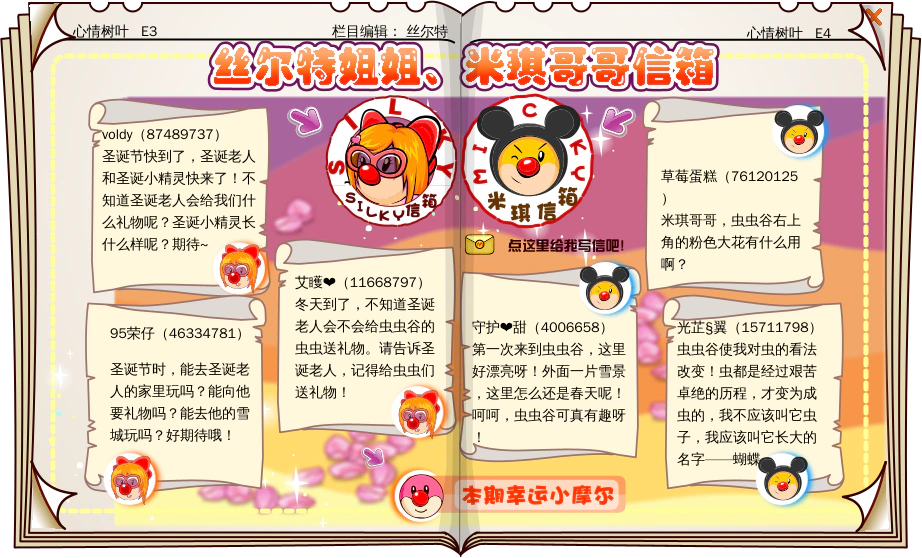 心情树叶 E3
栏目编辑： 丝尔特
心情树叶 E4
丝尔特姐姐、米琪哥哥信箱
voldy（87489737）
圣诞节快到了，圣诞老人
和圣诞小精灵快来了！不
知道圣诞老人会给我们什
么礼物呢？圣诞小精灵长
什么样呢？期待~
95荣仔（46334781）
圣诞节时，能去圣诞老
人的家里玩吗？能向他
要礼物吗？能去他的雪
城玩吗？好期待哦！
SILKY
SILKY信箱
艾矆❤（11668797）
冬天到了，不知道圣诞
老人会不会给虫虫谷的
虫虫送礼物。请告诉圣
诞老人，记得给虫虫们
送礼物！
MICKY
米琪信箱
点这里给我写信吧!
守护❤甜（4006658）
第一次来到虫虫谷，这里
好漂亮呀！外面一片雪景
，这里怎么还是春天呢！
呵呵，虫虫谷可真有趣呀
！
草莓蛋糕（76120125
）
米琪哥哥，虫虫谷右上
角的粉色大花有什么用
啊？
光芷§翼（15711798）
虫虫谷使我对虫的看法
改变！虫都是经过艰苦
卓绝的历程，才变为成
虫的，我不应该叫它虫
子，我应该叫它长大的
名字——蝴蝶
本期幸运小摩尔